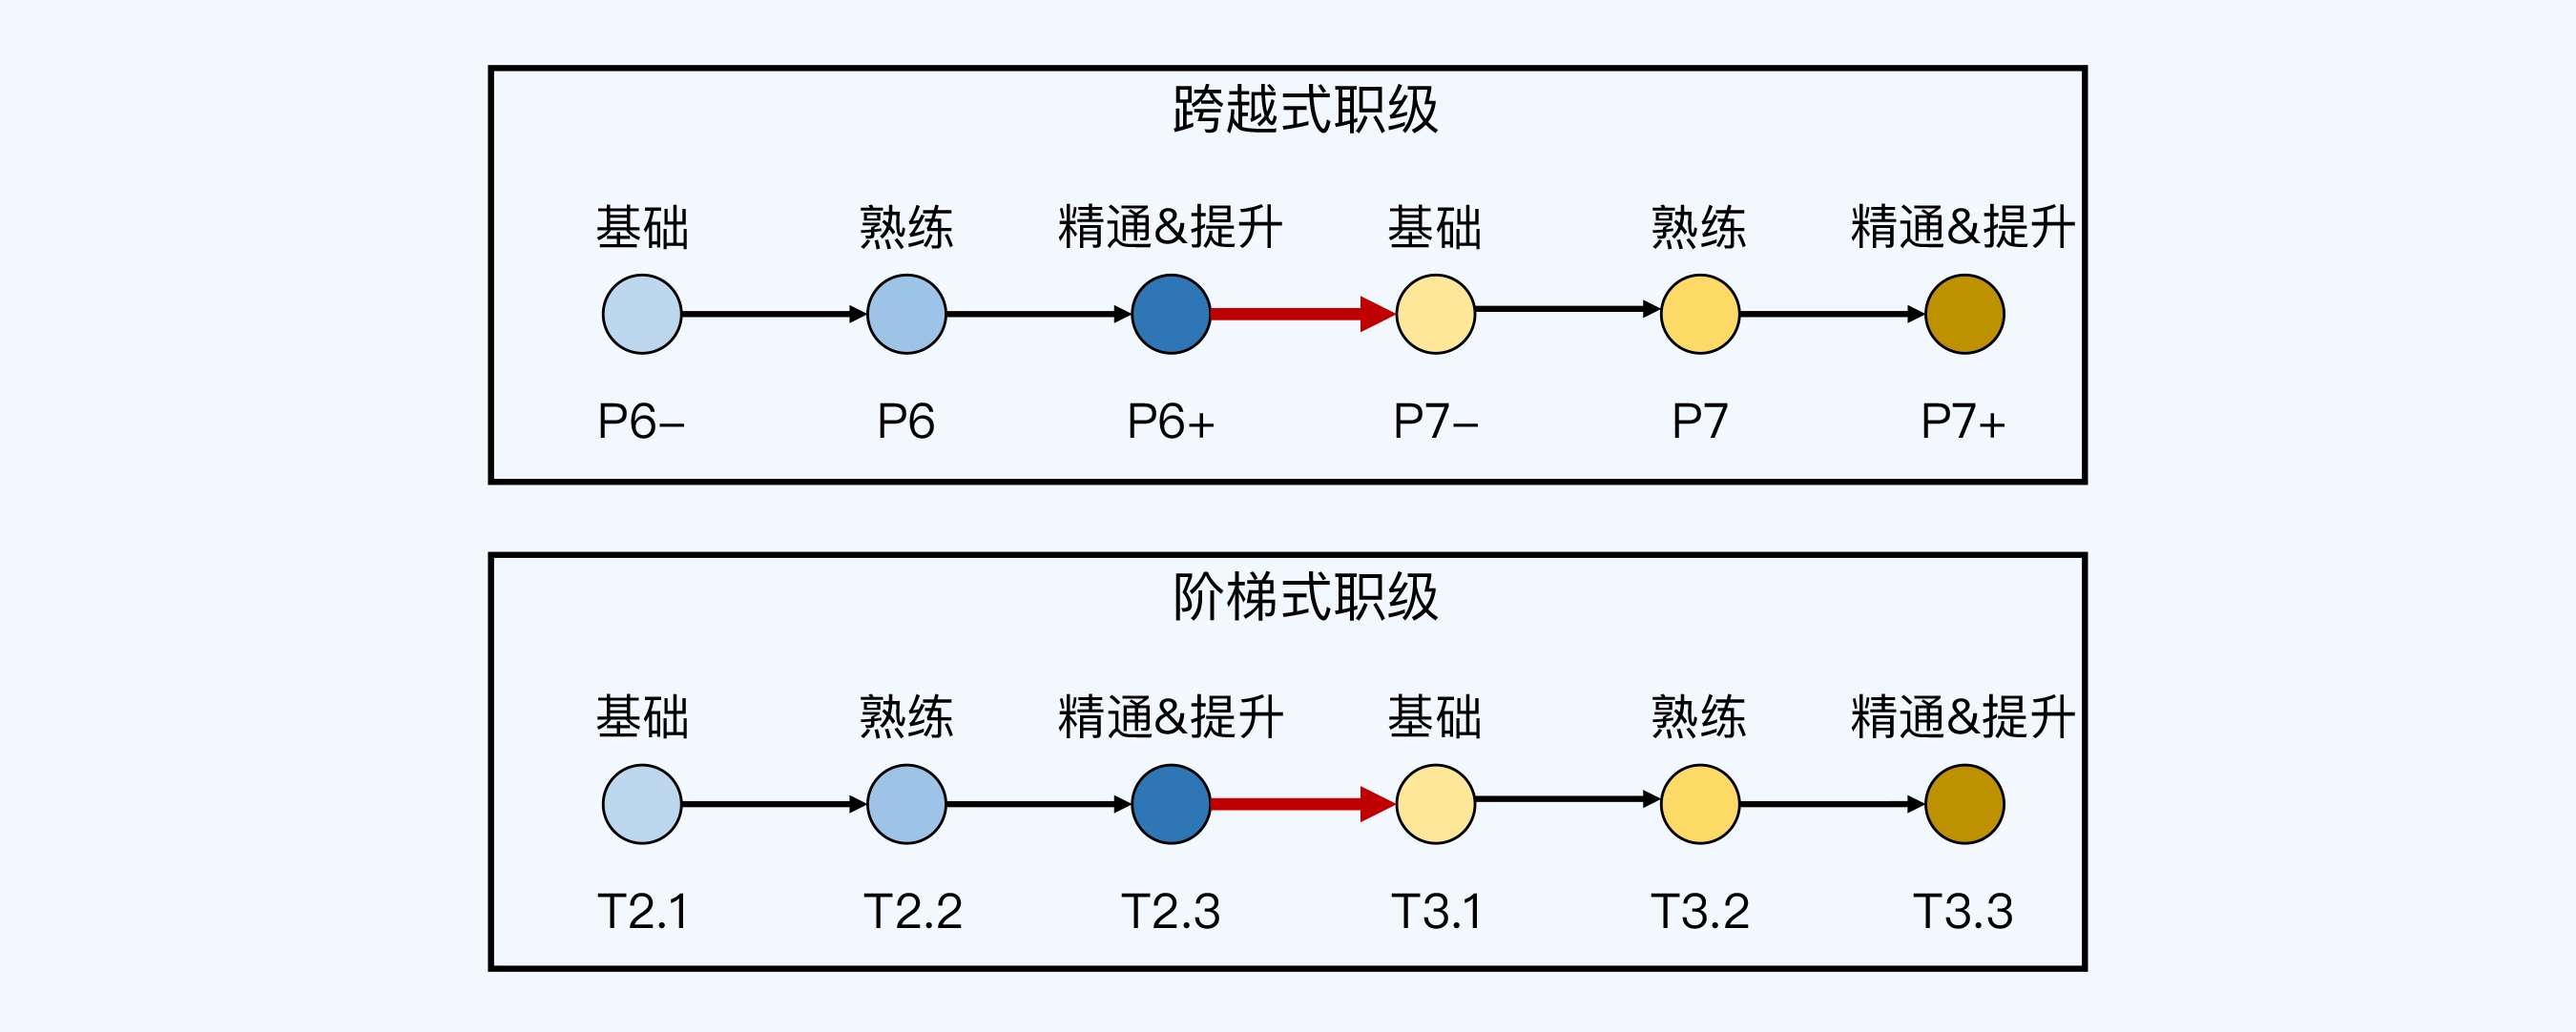 跨越式职级
基础 熟练 精通&提升 基础 熟练 精通&提升
P6- P6 P6+ P7- P7 P7+
阶梯式职级
基础 熟练 精通&提升 基础 熟练 精通&提升
T2.1 T2.2 T2.3 T3.1 T3.2 T3.3